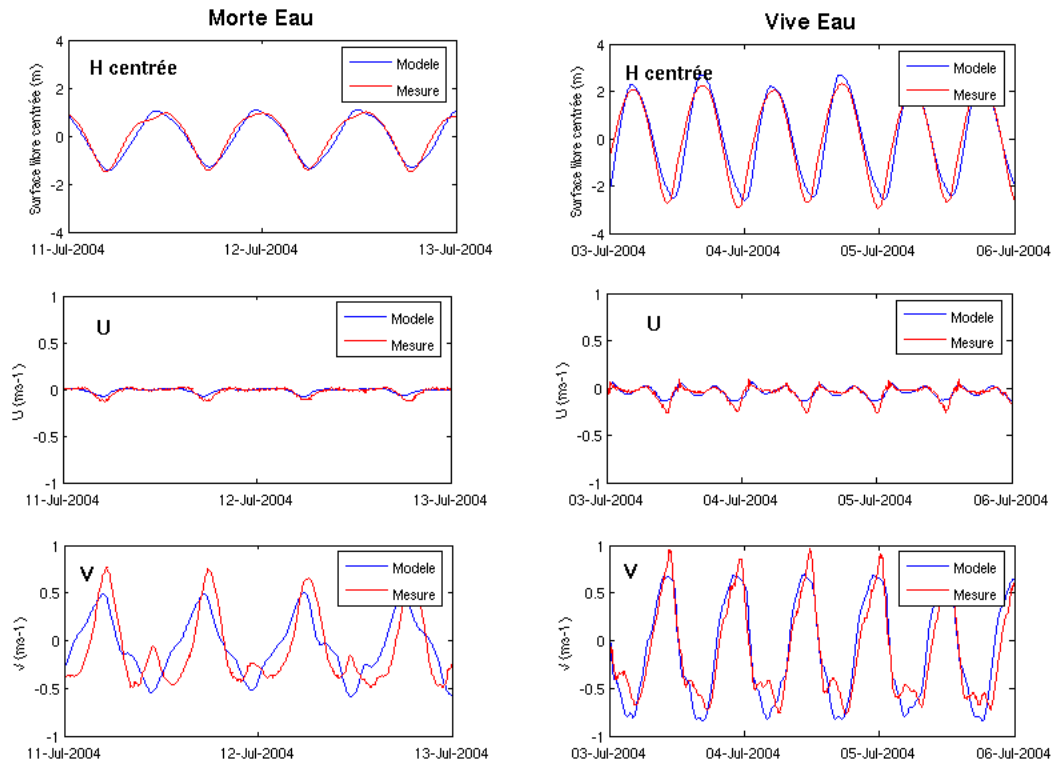 Morte Eau
Vive Eau
4
2
0
-2
-4
Surface libre centrée (m)
H centrée
Modele
Mesure
11-Jul-2004
12-Jul-2004
13-Jul-2004
4
2
0
-2
-4
Surface libre centrée (m)
H centrée
Modele
Mesure
03-Jul-2004
04-Jul-2004
05-Jul-2004
06-Jul-2004
1
0.5
0
-0.5
-1
U (ms-1)
U
Modele
Mesure
11-Jul-2004
12-Jul-2004
13-Jul-2004
1
0.5
0
-0.5
-1
U (ms-1)
U
Modele
Mesure
03-Jul-2004
04-Jul-2004
05-Jul-2004
06-Jul-2004
1
0.5
0
-0.5
-1
V (ms-1)
V
Modele
Mesure
11-Jul-2004
12-Jul-2004
13-Jul-2004
1
0.5
0
-0.5
-1
V (ms-1)
V
Modele
Mesure
03-Jul-2004
04-Jul-2004
05-Jul-2004
06-Jul-2004